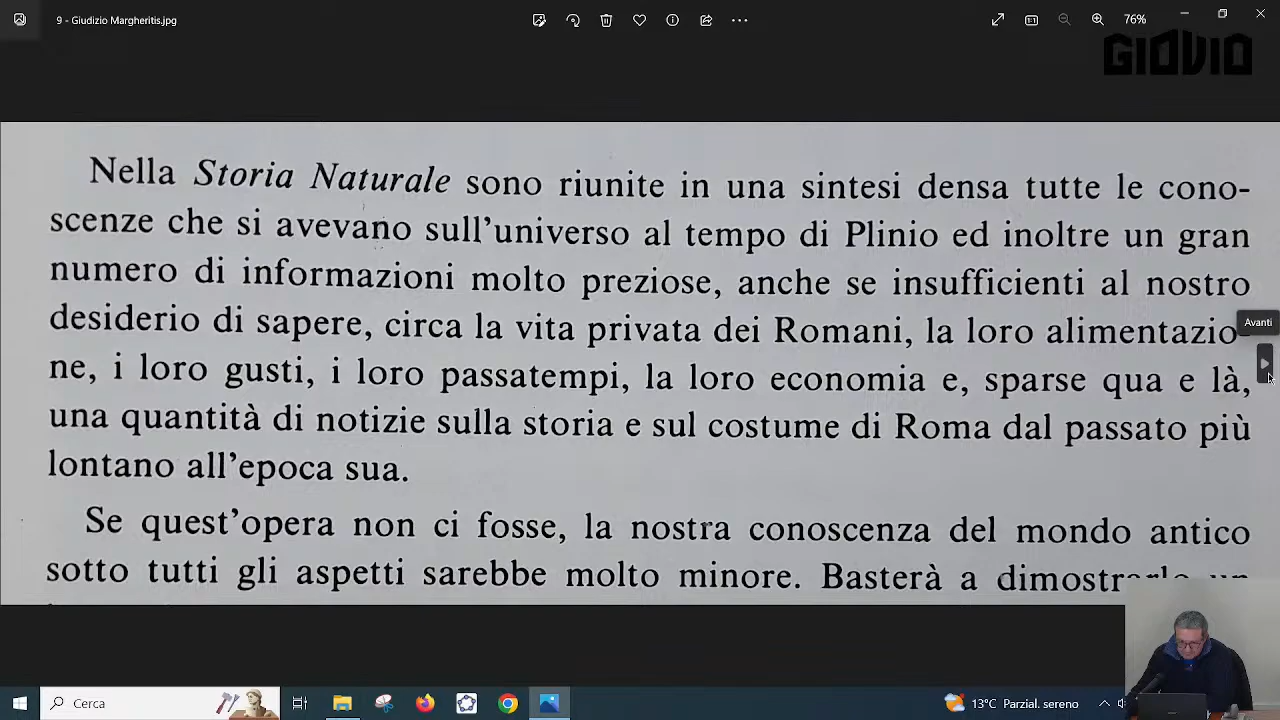 9 - Giudizio Margheritis.jpg
76%
GIOVIO
Nella Storia Naturale sono riunite in una sintesi densa tutte le cono-
scenze che si avevano sull'universo al tempo di Plinio ed inoltre un gran
numero di informazioni molto preziose, anche se insufficienti al nostro
desiderio di sapere, circa la vita privata dei Romani, la loro alimentazio-
Avanti
ne, i loro gusti, i loro passatempi, la loro economia e, sparse qua e là,
una quantità di notizie sulla storia e sul costume di Roma dal passato più
lontano all'epoca sua.
Se quest'opera non ci fosse, la nostra conoscenza del mondo antico
sotto tutti gli aspetti sarebbe molto minore. Basterà a dimostrarlo un
Cerca
13°C Parzial. sereno